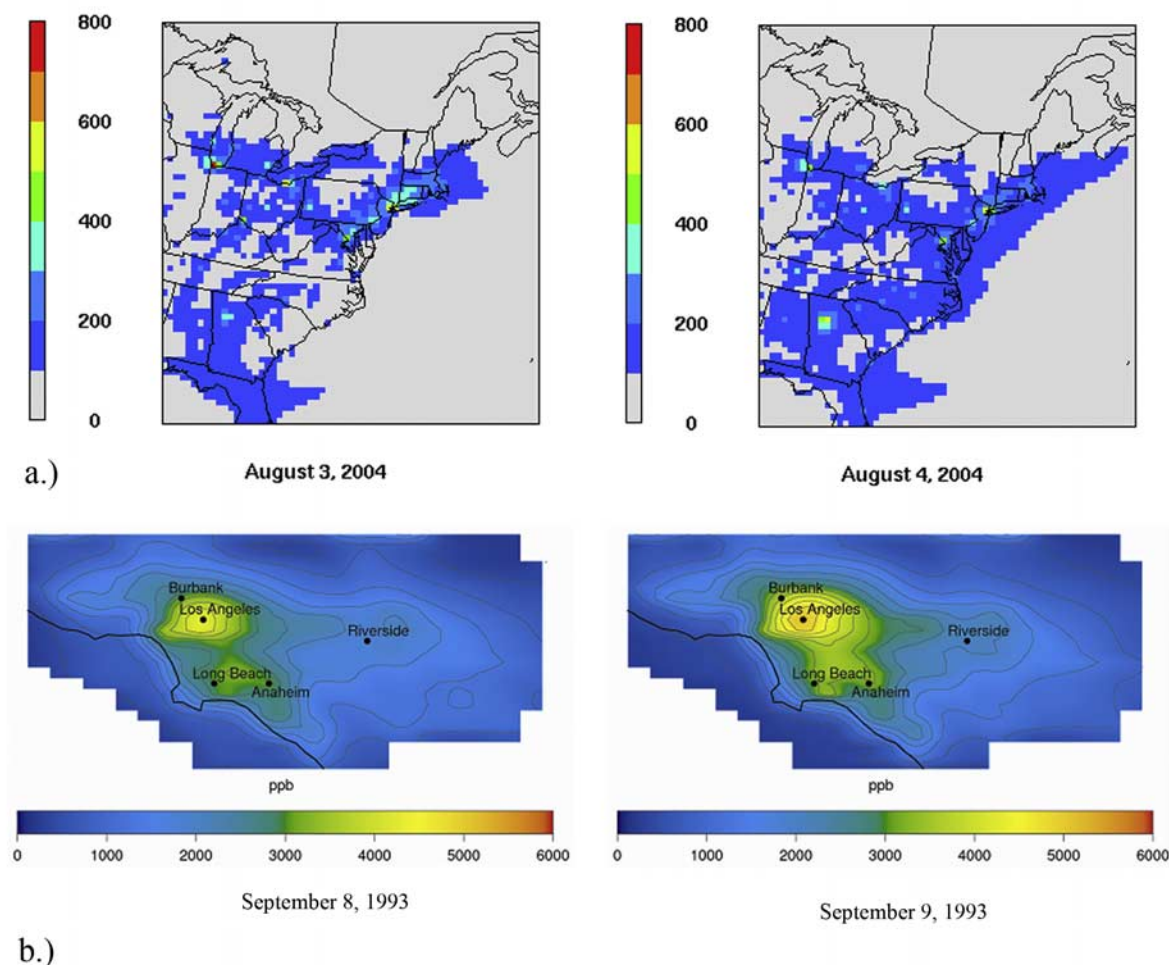 800
600
400
200
0
800
600
400
200
0
a.)
August 3, 2004
August 4, 2004
Burbank
Los Angeles
Riverside
Long Beach
Anaheim
ppb
0 1000 2000 3000 4000 5000 6000
September 8, 1993
Burbank
Los Angeles
Riverside
Long Beach
Anaheim
ppb
0 1000 2000 3000 4000 5000 6000
September 9, 1993
b.)